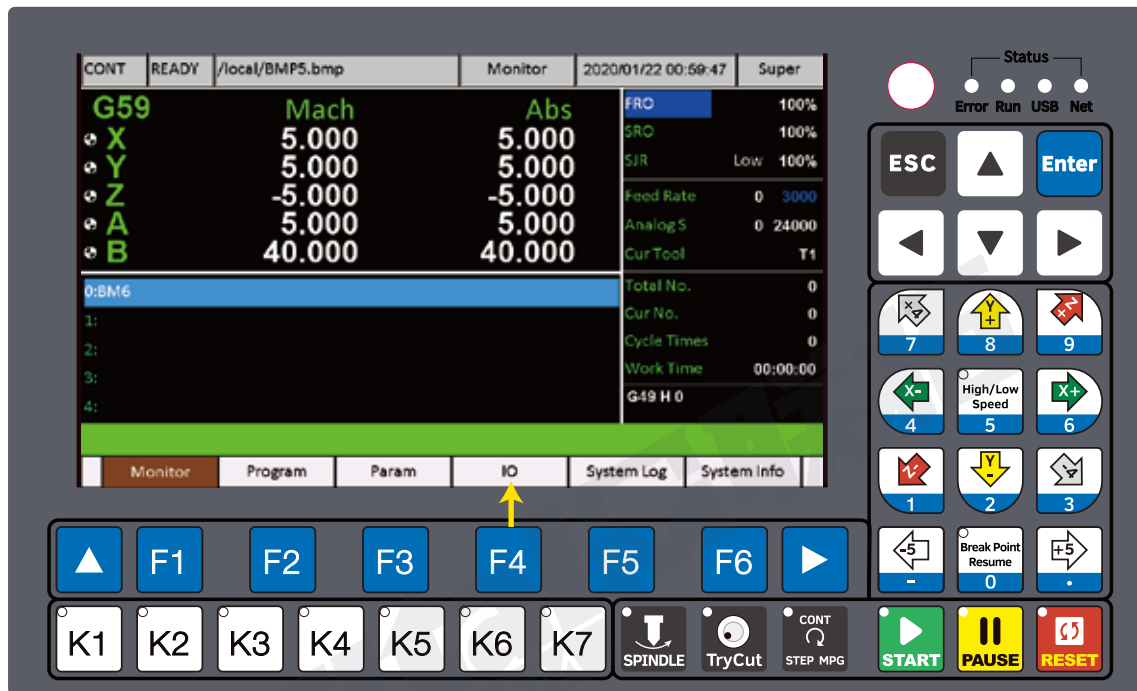 CONT READY /local/BMP5.bmp Monitor 2020/01/22 00:59:47 Super
G59 Mach Abs
X 5.000 5.000
Y 5.000 5.000
Z -5.000 -5.000
A 5.000 5.000
B 40.000 40.000
FRO 100%
SRO 100%
SJR Low 100%
Feed Rate 0 3000
Analog S 0 24000
Cur Tool T1
Total No. 0
Cur No. 0
Cycle Times 0
Work Time 00:00:00
G49 H 0
0:BM6
1:
2:
3:
4:
Monitor Program Param IO System Log System Info
Status
Error Run USB Net
ESC Enter
X 4 Y + X Z
7 8 9
X- High/Low Speed X+
4 5 6
Z- Y - -4
1 2 3
-5 Break Point Resume +5
- 0 .
F1 F2 F3 F4 F5 F6
K1 K2 K3 K4 K5 K6 K7
SPINDLE TryCut CONT STEP MPG START PAUSE RESET